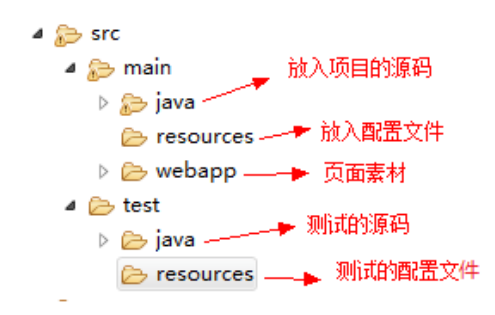 src
main
java 放入项目的源码
resources 放入配置文件
webapp 页面素材
test
java 测试的源码
resources 测试的配置文件